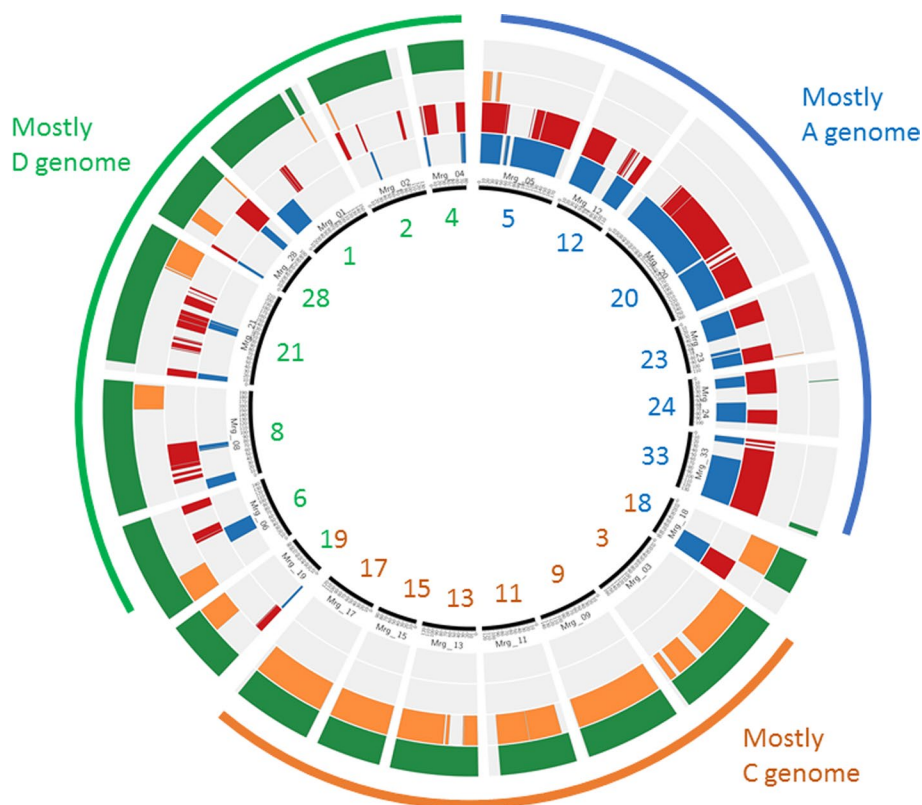 Mostly
D genome
Mostly
A genome
Mostly
C genome
Mrg_05
Mrg_12
Mrg_20
Mrg_23
Mrg_24
Mrg_33
Mrg_18
Mrg_03
Mrg_09
Mrg_11
Mrg_13
Mrg_15
Mrg_17
Mrg_19
Mrg_06
Mrg_08
Mrg_21
Mrg_28
Mrg_01
Mrg_02
Mrg_04
5
12
20
23
24
33
18
3
9
11
13
15
17
19
6
8
21
28
1
2
4